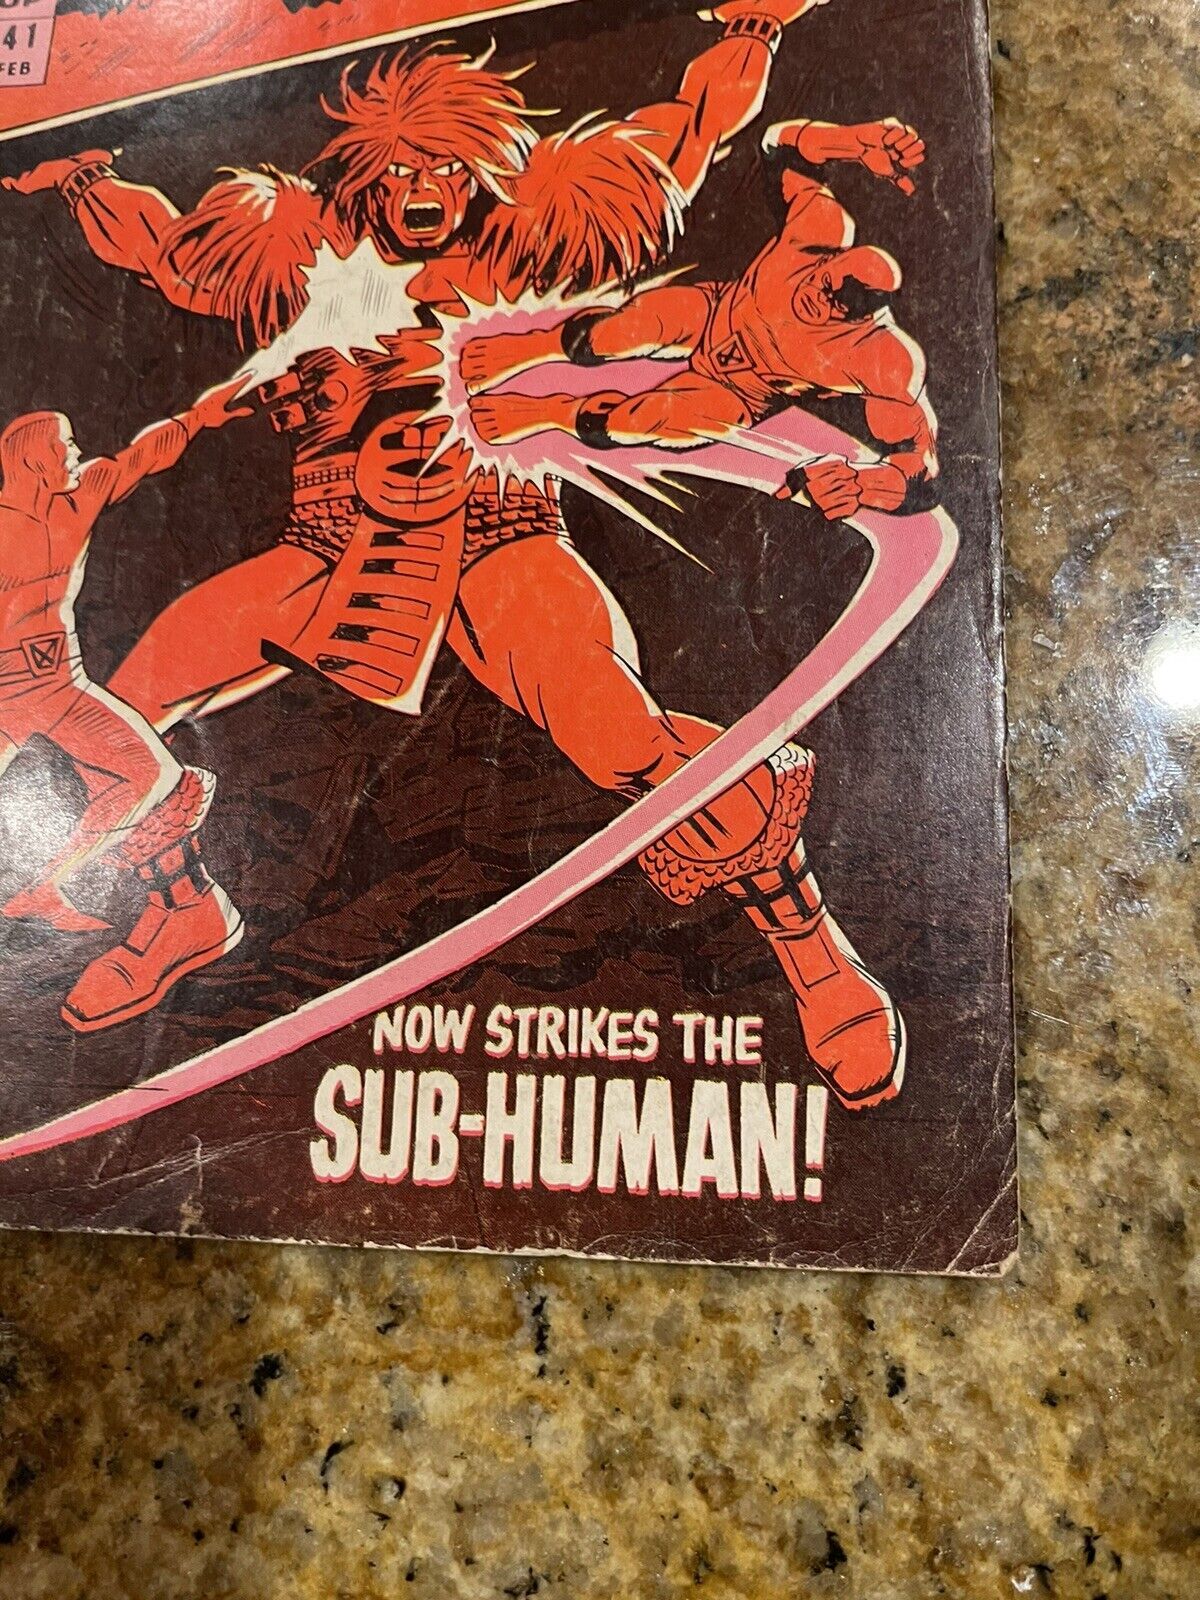 41
FEB
NOW STRIKES THE
SUB-HUMAN!